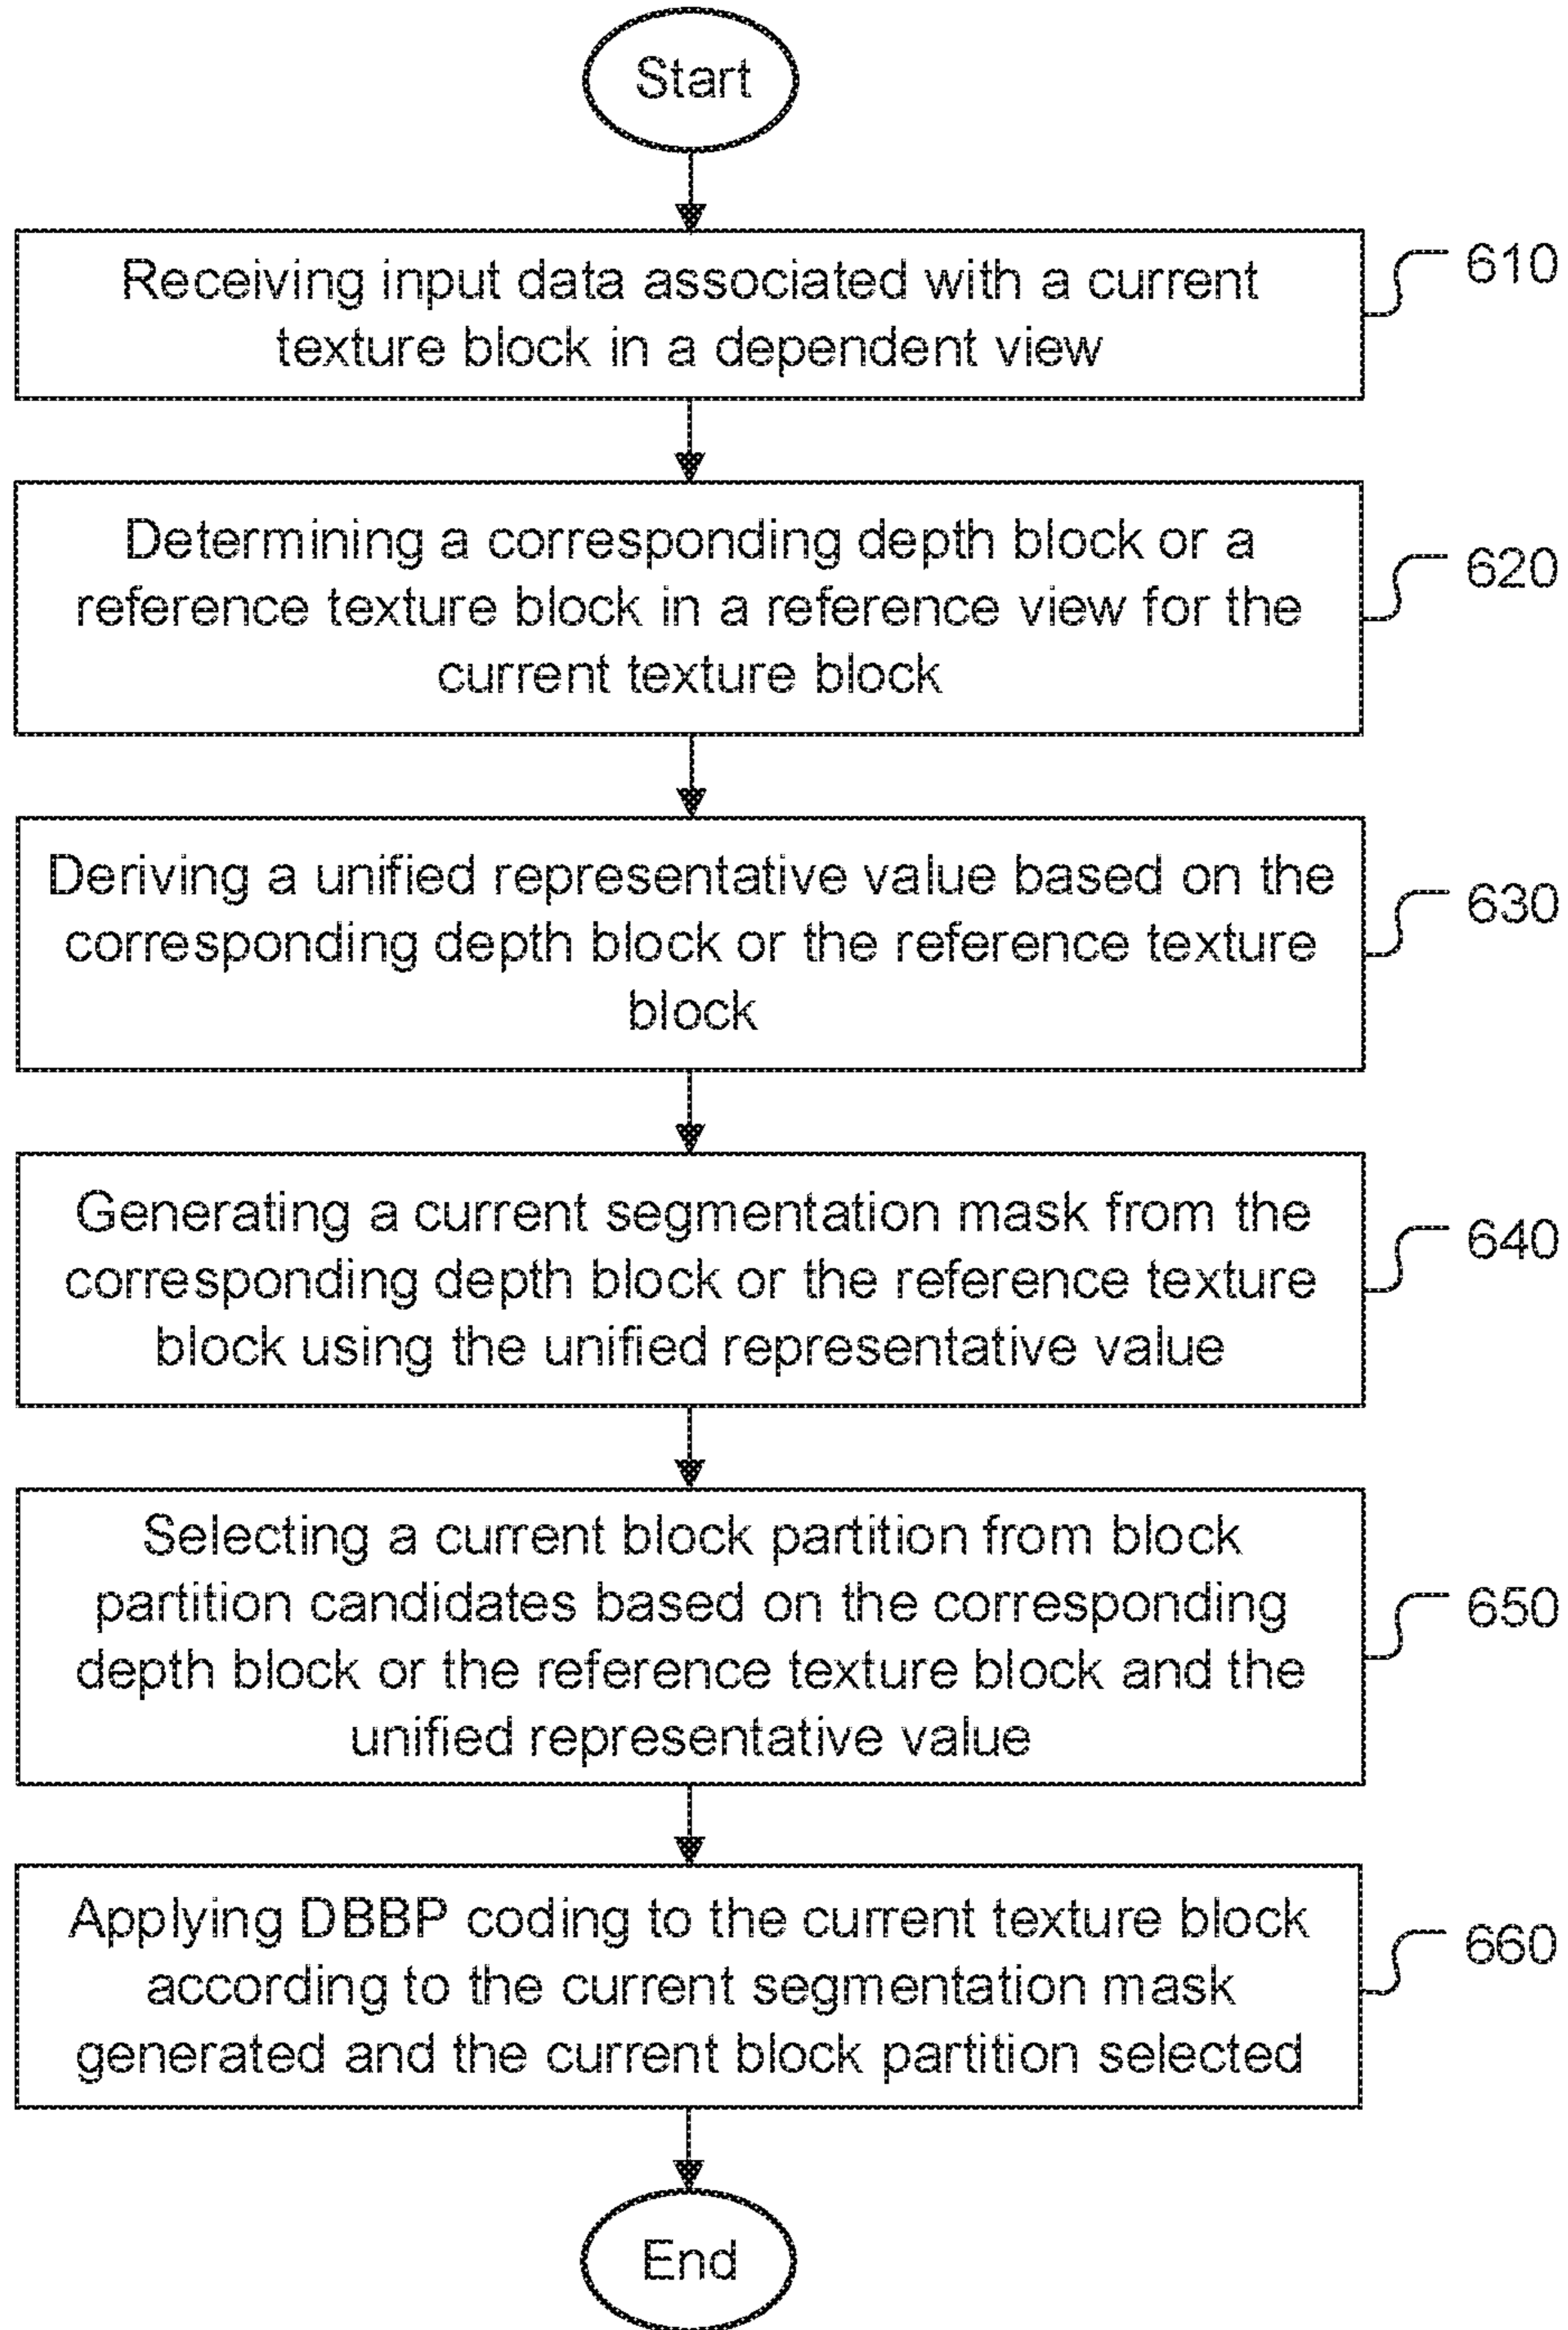 Start
Receiving input data associated with a current
texture block in a dependent view
610
Determining a corresponding depth block or a
reference texture block in a reference view for the
current texture block
620
Deriving a unified representative value based on the
corresponding depth block or the reference texture
block
630
Generating a current segmentation mask from the
corresponding depth block or the reference texture
block using the unified representative value
640
Selecting a current block partition from block
partition candidates based on the corresponding
depth block or the reference texture block and the
unified representative value
650
Applying DBBP coding to the current texture block
according to the current segmentation mask
generated and the current block partition selected
660
End